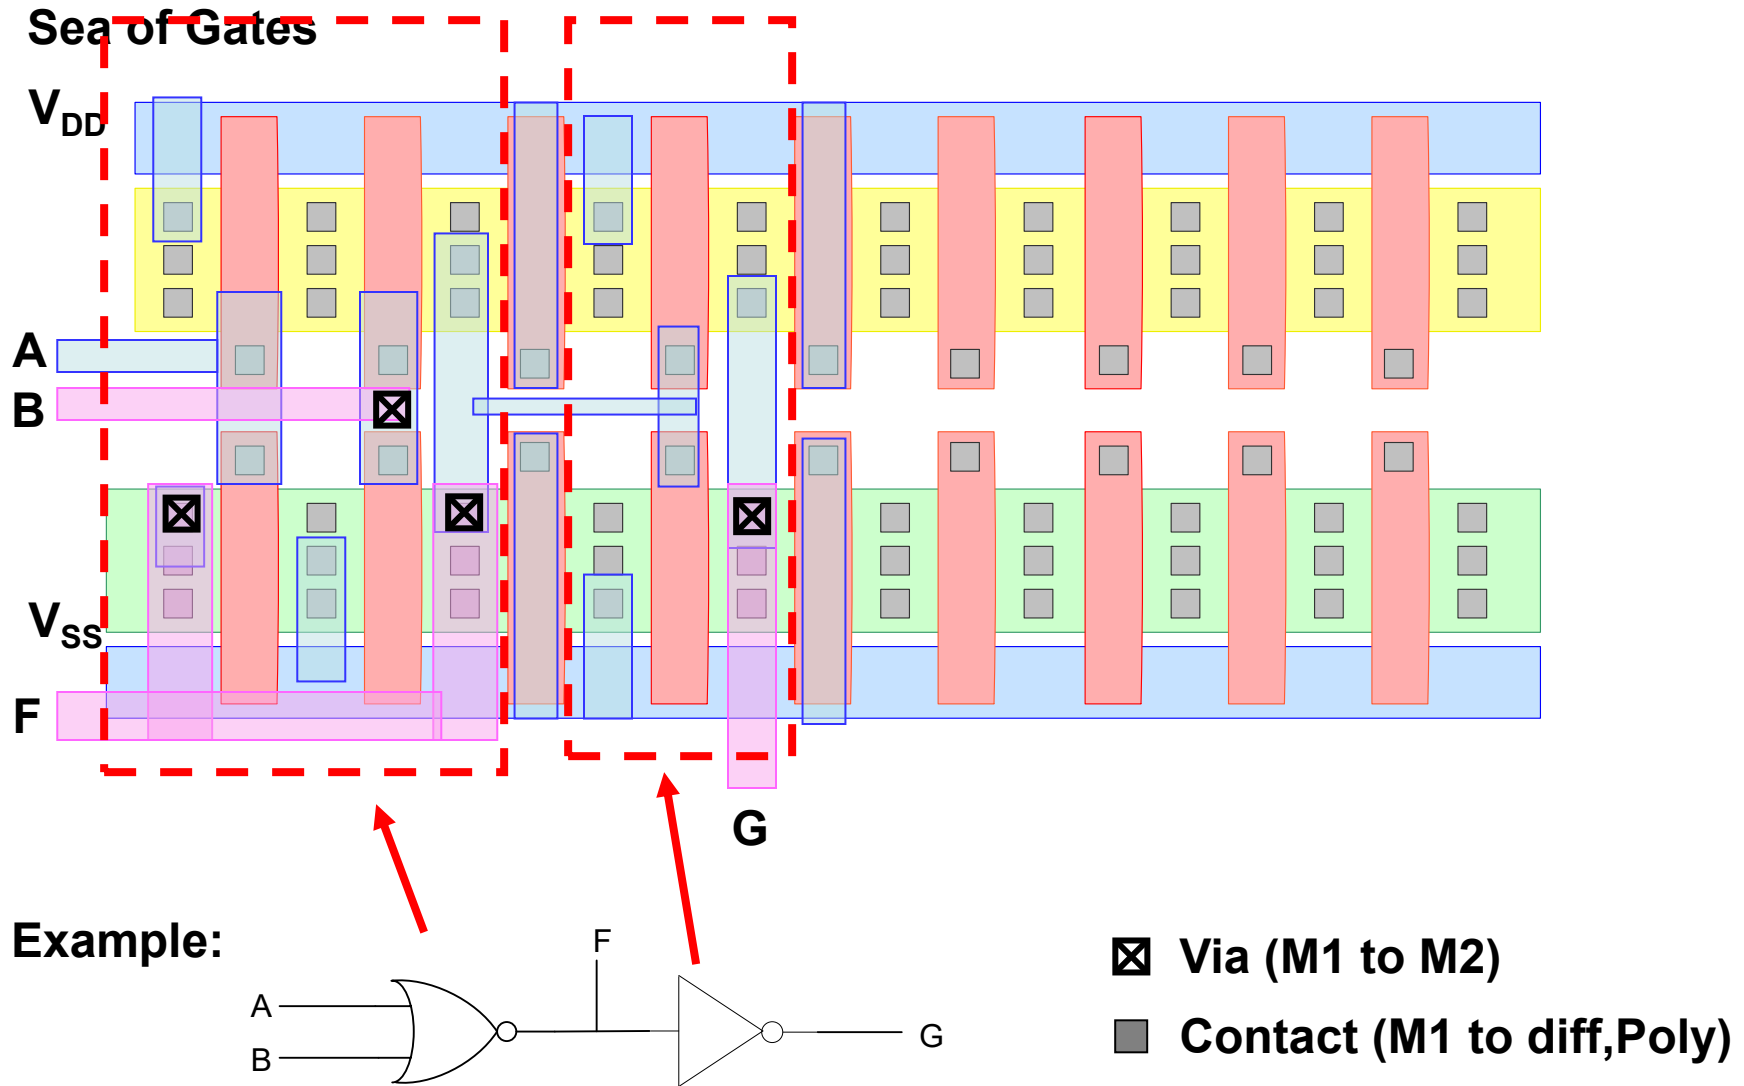 Sea of Gates
VDD
A
B
VSS
F
G
Example:
F
A
B
G
Via (M1 to M2)
Contact (M1 to diff,Poly)